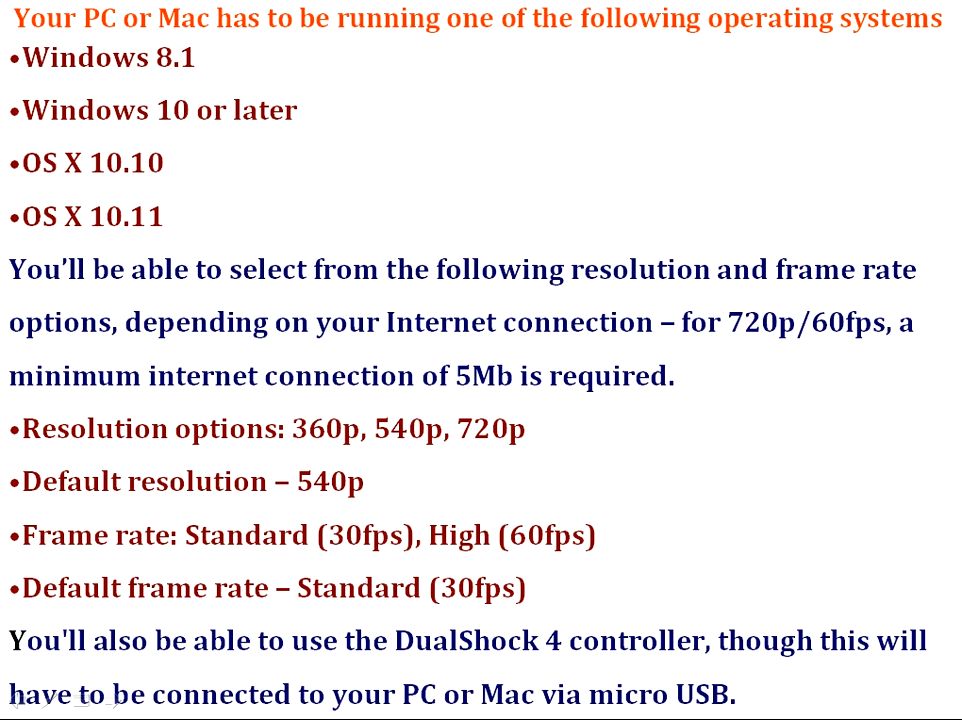 Your PC or Mac has to be running one of the following operating systems
•Windows 8.1
•Windows 10 or later
•OS X 10.10
•OS X 10.11
You’ll be able to select from the following resolution and frame rate
options, depending on your Internet connection – for 720p/60fps, a
minimum internet connection of 5Mb is required.
•Resolution options: 360p, 540p, 720p
•Default resolution – 540p
•Frame rate: Standard (30fps), High (60fps)
•Default frame rate – Standard (30fps)
You'll also be able to use the DualShock 4 controller, though this will
have to be connected to your PC or Mac via micro USB.